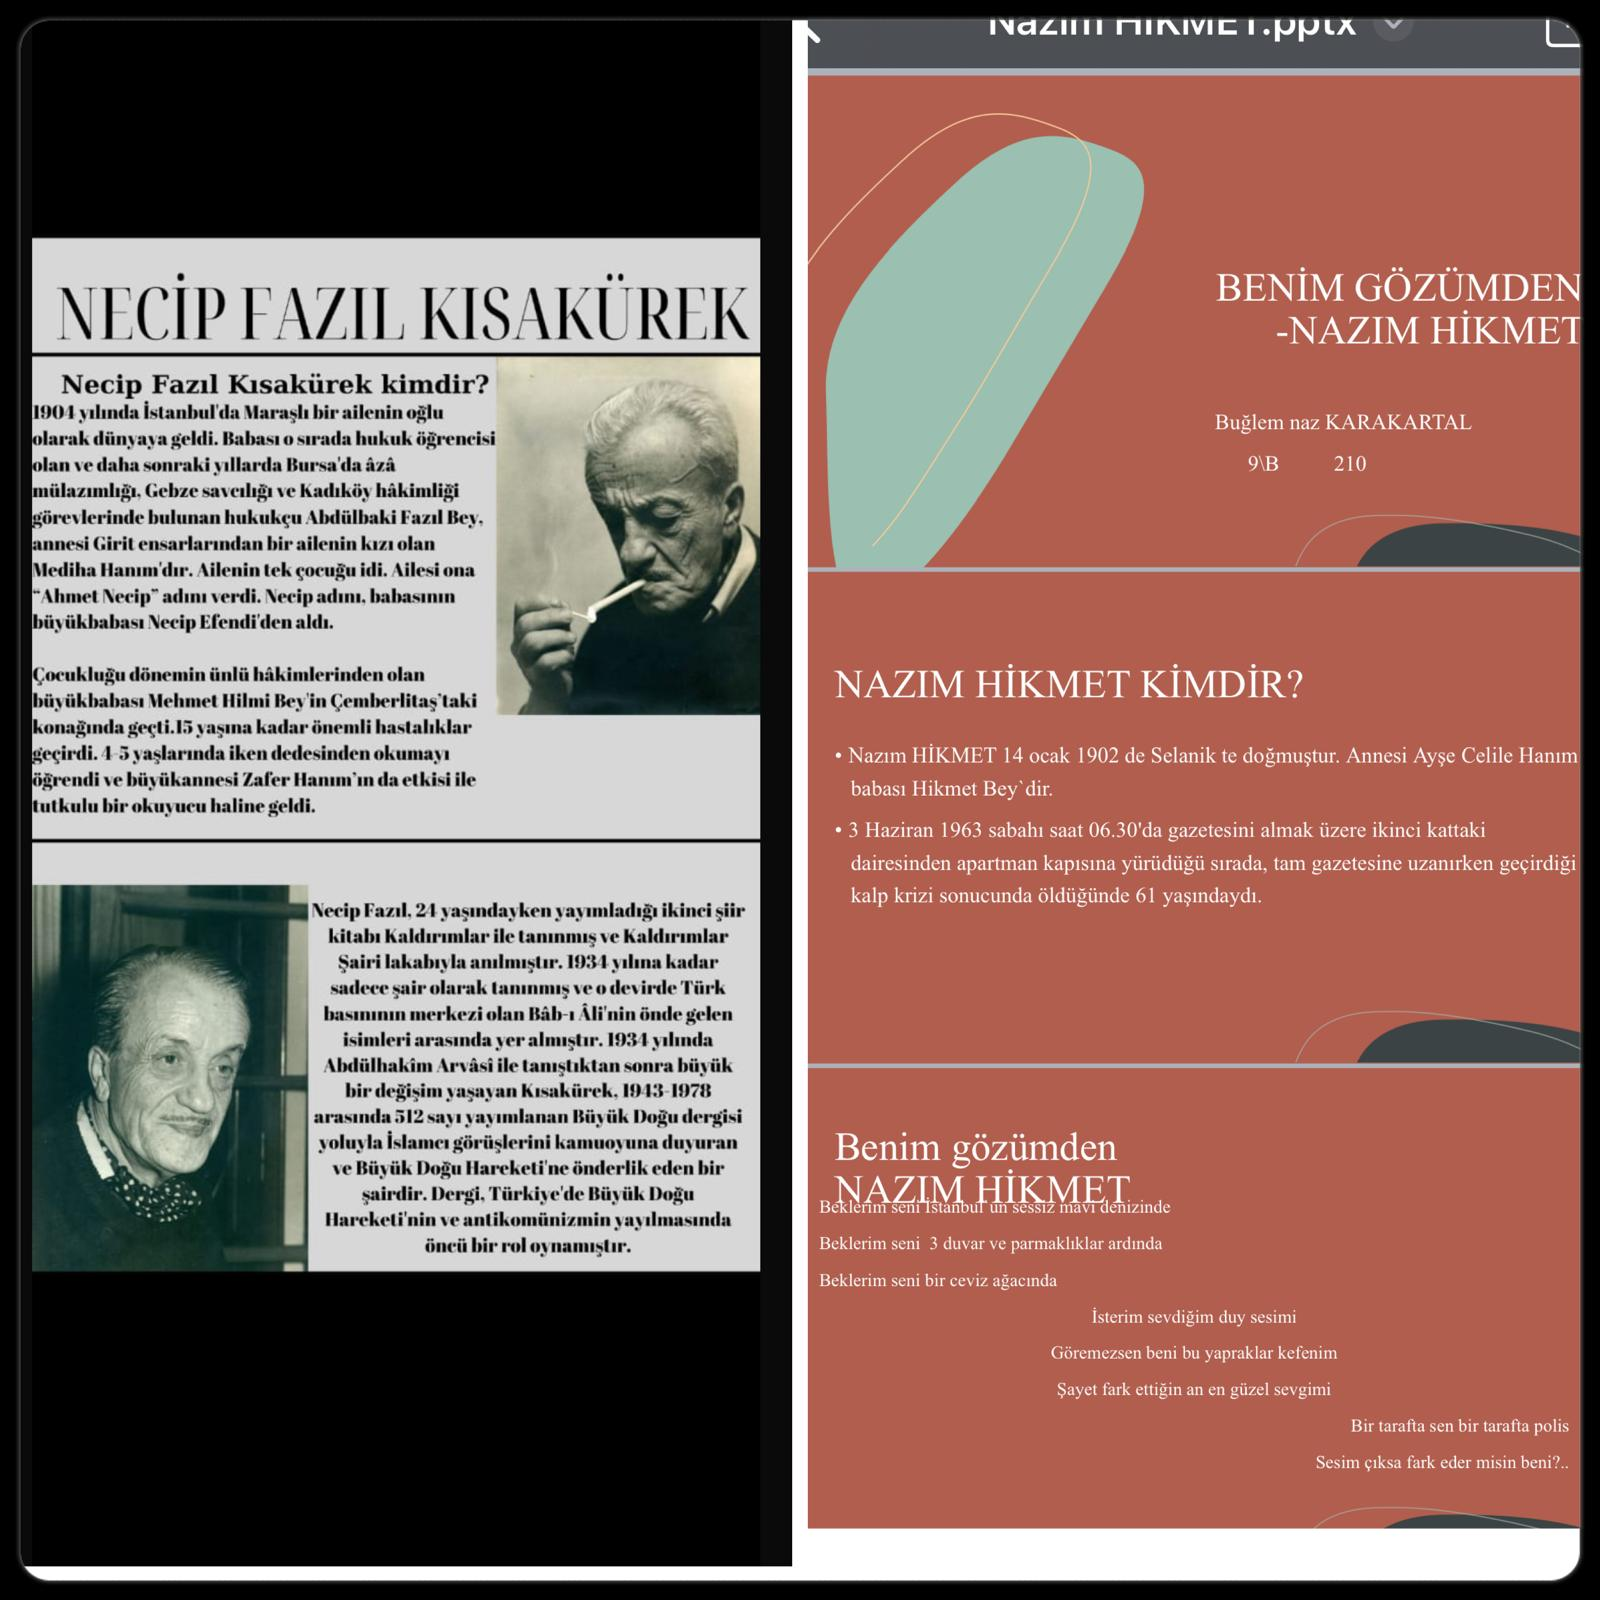 NECİP FAZIL KISAKÜREK
Necip Fazıl Kısakürek kimdir?
1904 yılında İstanbul'da Maraşlı bir ailenin oğlu
olarak dünyaya geldi. Babası o sırada hukuk öğrencisi
olan ve daha sonraki yıllarda Bursa'da âzâ
mülazımlığı, Gebze savcılığı ve Kadıköy hâkimliği
görevlerinde bulunan hukukçu Abdülbaki Fazıl Bey,
annesi Girit ensarlarından bir ailenin kızı olan
Mediha Hanım'dır. Ailenin tek çocuğu idi. Ailesi ona
“Ahmet Necip” adını verdi. Necip adını, babasının
büyükbabası Necip Efendi'den aldı.
Çocukluğu dönemin ünlü hâkimlerinden olan
büyükbabası Mehmet Hilmi Bey'in Çemberlitaş'taki
konağında geçti.15 yaşına kadar önemli hastalıklar
geçirdi. 4-5 yaşlarında iken dedesinden okumayı
öğrendi ve büyükannesi Zafer Hanım’ın da etkisi ile
tutkulu bir okuyucu haline geldi.
Necip Fazıl, 24 yaşındayken yayımladığı ikinci şiir
kitabı Kaldırımlar ile tanınmış ve Kaldırımlar
Şairi lakabıyla anılmıştır. 1934 yılına kadar
sadece şair olarak tanınmış ve o devirde Türk
basınının merkezi olan Bâb-ı Âli'nin önde gelen
isimleri arasında yer almıştır. 1934 yılında
Abdülhakîm Arvâsî ile tanıştıktan sonra büyük
bir değişim yaşayan Kısakürek, 1943-1978
arasında 512 sayı yayımlanan Büyük Doğu dergisi
yoluyla İslamcı görüşlerini kamuoyuna duyuran
ve Büyük Doğu Hareketi'ne önderlik eden bir
şairdir. Dergi, Türkiye'de Büyük Doğu
Hareketi'nin ve antikomünizmin yayılmasında
öncü bir rol oynamıştır.
Nazım HİKMET.pptx
BENİM GÖZÜMDEN
-NAZIM HİKMET
Buğlem naz KARAKARTAL
9\B 210
NAZIM HİKMET KİMDİR?
• Nazım HİKMET 14 ocak 1902 de Selanik te doğmuştur. Annesi Ayşe Celile Hanım
babası Hikmet Bey`dir.
• 3 Haziran 1963 sabahı saat 06.30'da gazetesini almak üzere ikinci kattaki
dairesinden apartman kapısına yürüdüğü sırada, tam gazetesine uzanırken geçirdiği
kalp krizi sonucunda öldüğünde 61 yaşındaydı.
Benim gözümden
NAZIM HİKMET
Beklerim seni İstanbul`un sessiz mavi denizinde
Beklerim seni 3 duvar ve parmaklıklar ardında
Beklerim seni bir ceviz ağacında
İsterim sevdiğim duy sesimi
Göremezsen beni bu yapraklar kefenim
Şayet fark ettiğin an en güzel sevgimi
Bir tarafta sen bir tarafta polis
Sesim çıksa fark eder misin beni?..